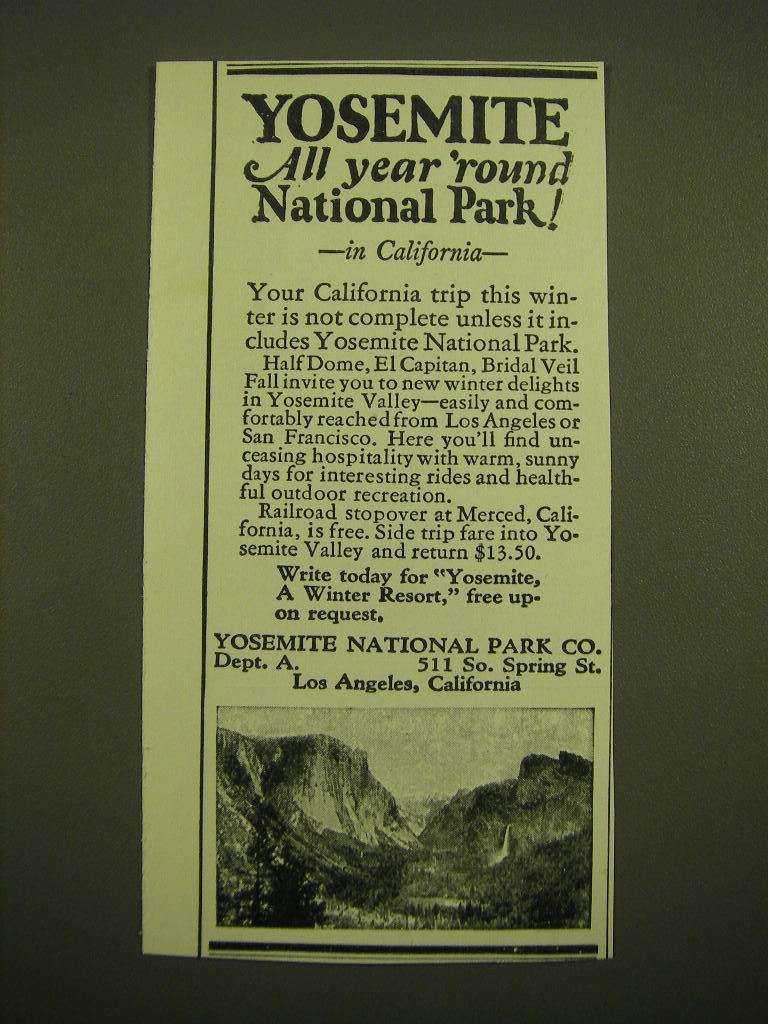 YOSEMITE
All year 'round
National Park!
—in California—
Your California trip this win-
ter is not complete unless it in-
cludes Yosemite National Park.
Half Dome, El Capitan, Bridal Veil
Fall invite you to new winter delights
in Yosemite Valley—easily and com-
fortably reached from Los Angeles or
San Francisco. Here you'll find un-
ceasing hospitality with warm, sunny
days for interesting rides and health-
ful outdoor recreation.
Railroad stopover at Merced, Cali-
fornia, is free. Side trip fare into Yo-
semite Valley and return $13.50.
Write today for "Yosemite,
A Winter Resort," free up-
on request.
YOSEMITE NATIONAL PARK CO.
Dept. A. 511 So. Spring St.
Los Angeles, California